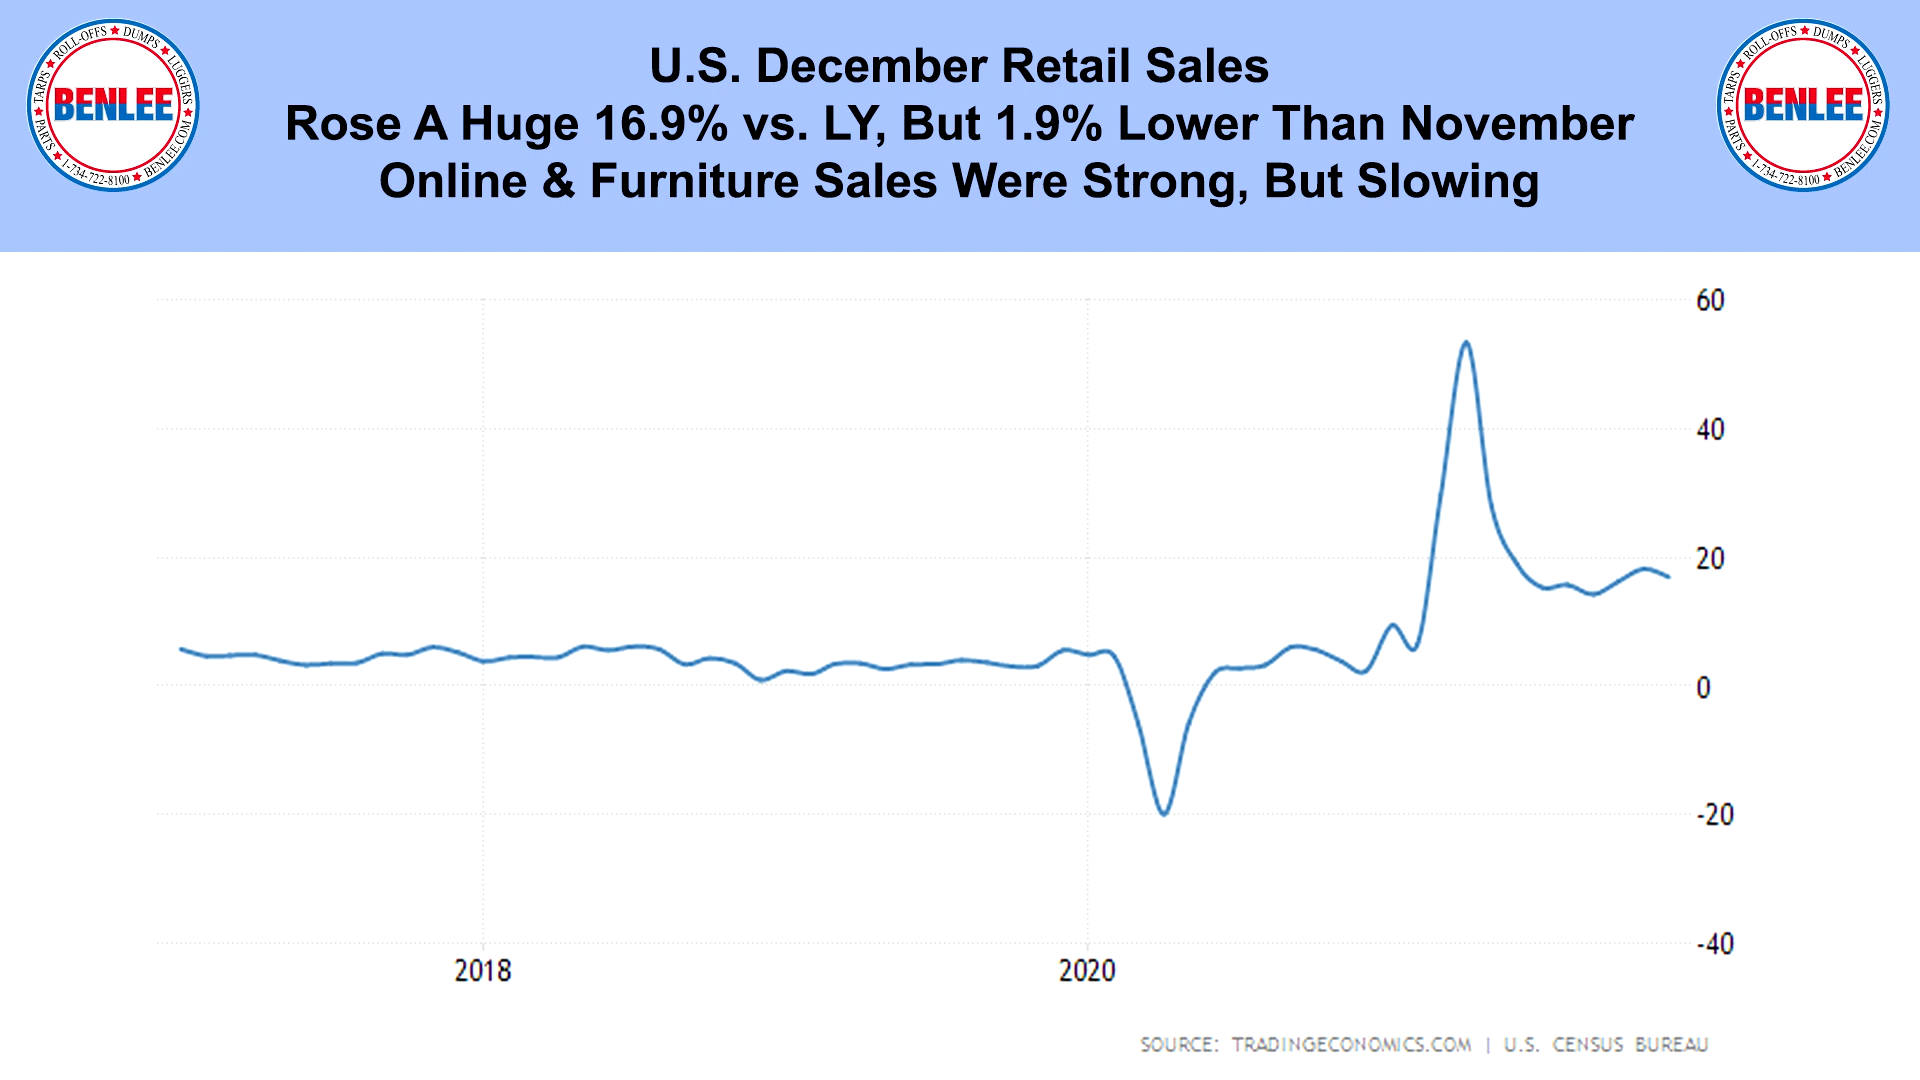 U.S. December Retail Sales
Rose A Huge 16.9% vs. LY, But 1.9% Lower Than November
Online & Furniture Sales Were Strong, But Slowing
TARPS ★ ROLL-OFFS ★ DUMPS ★ LUGGERS ★
BENLEE
PARTS ★ 1-734-722-8100 ★ BENLEE.COM
TARPS ★ ROLL-OFFS ★ DUMPS ★ LUGGERS ★
BENLEE
PARTS ★ 1-734-722-8100 ★ BENLEE.COM
60
40
20
0
-20
-40
2018 2020
SOURCE: TRADINGECONOMICS.COM | U.S. CENSUS BUREAU